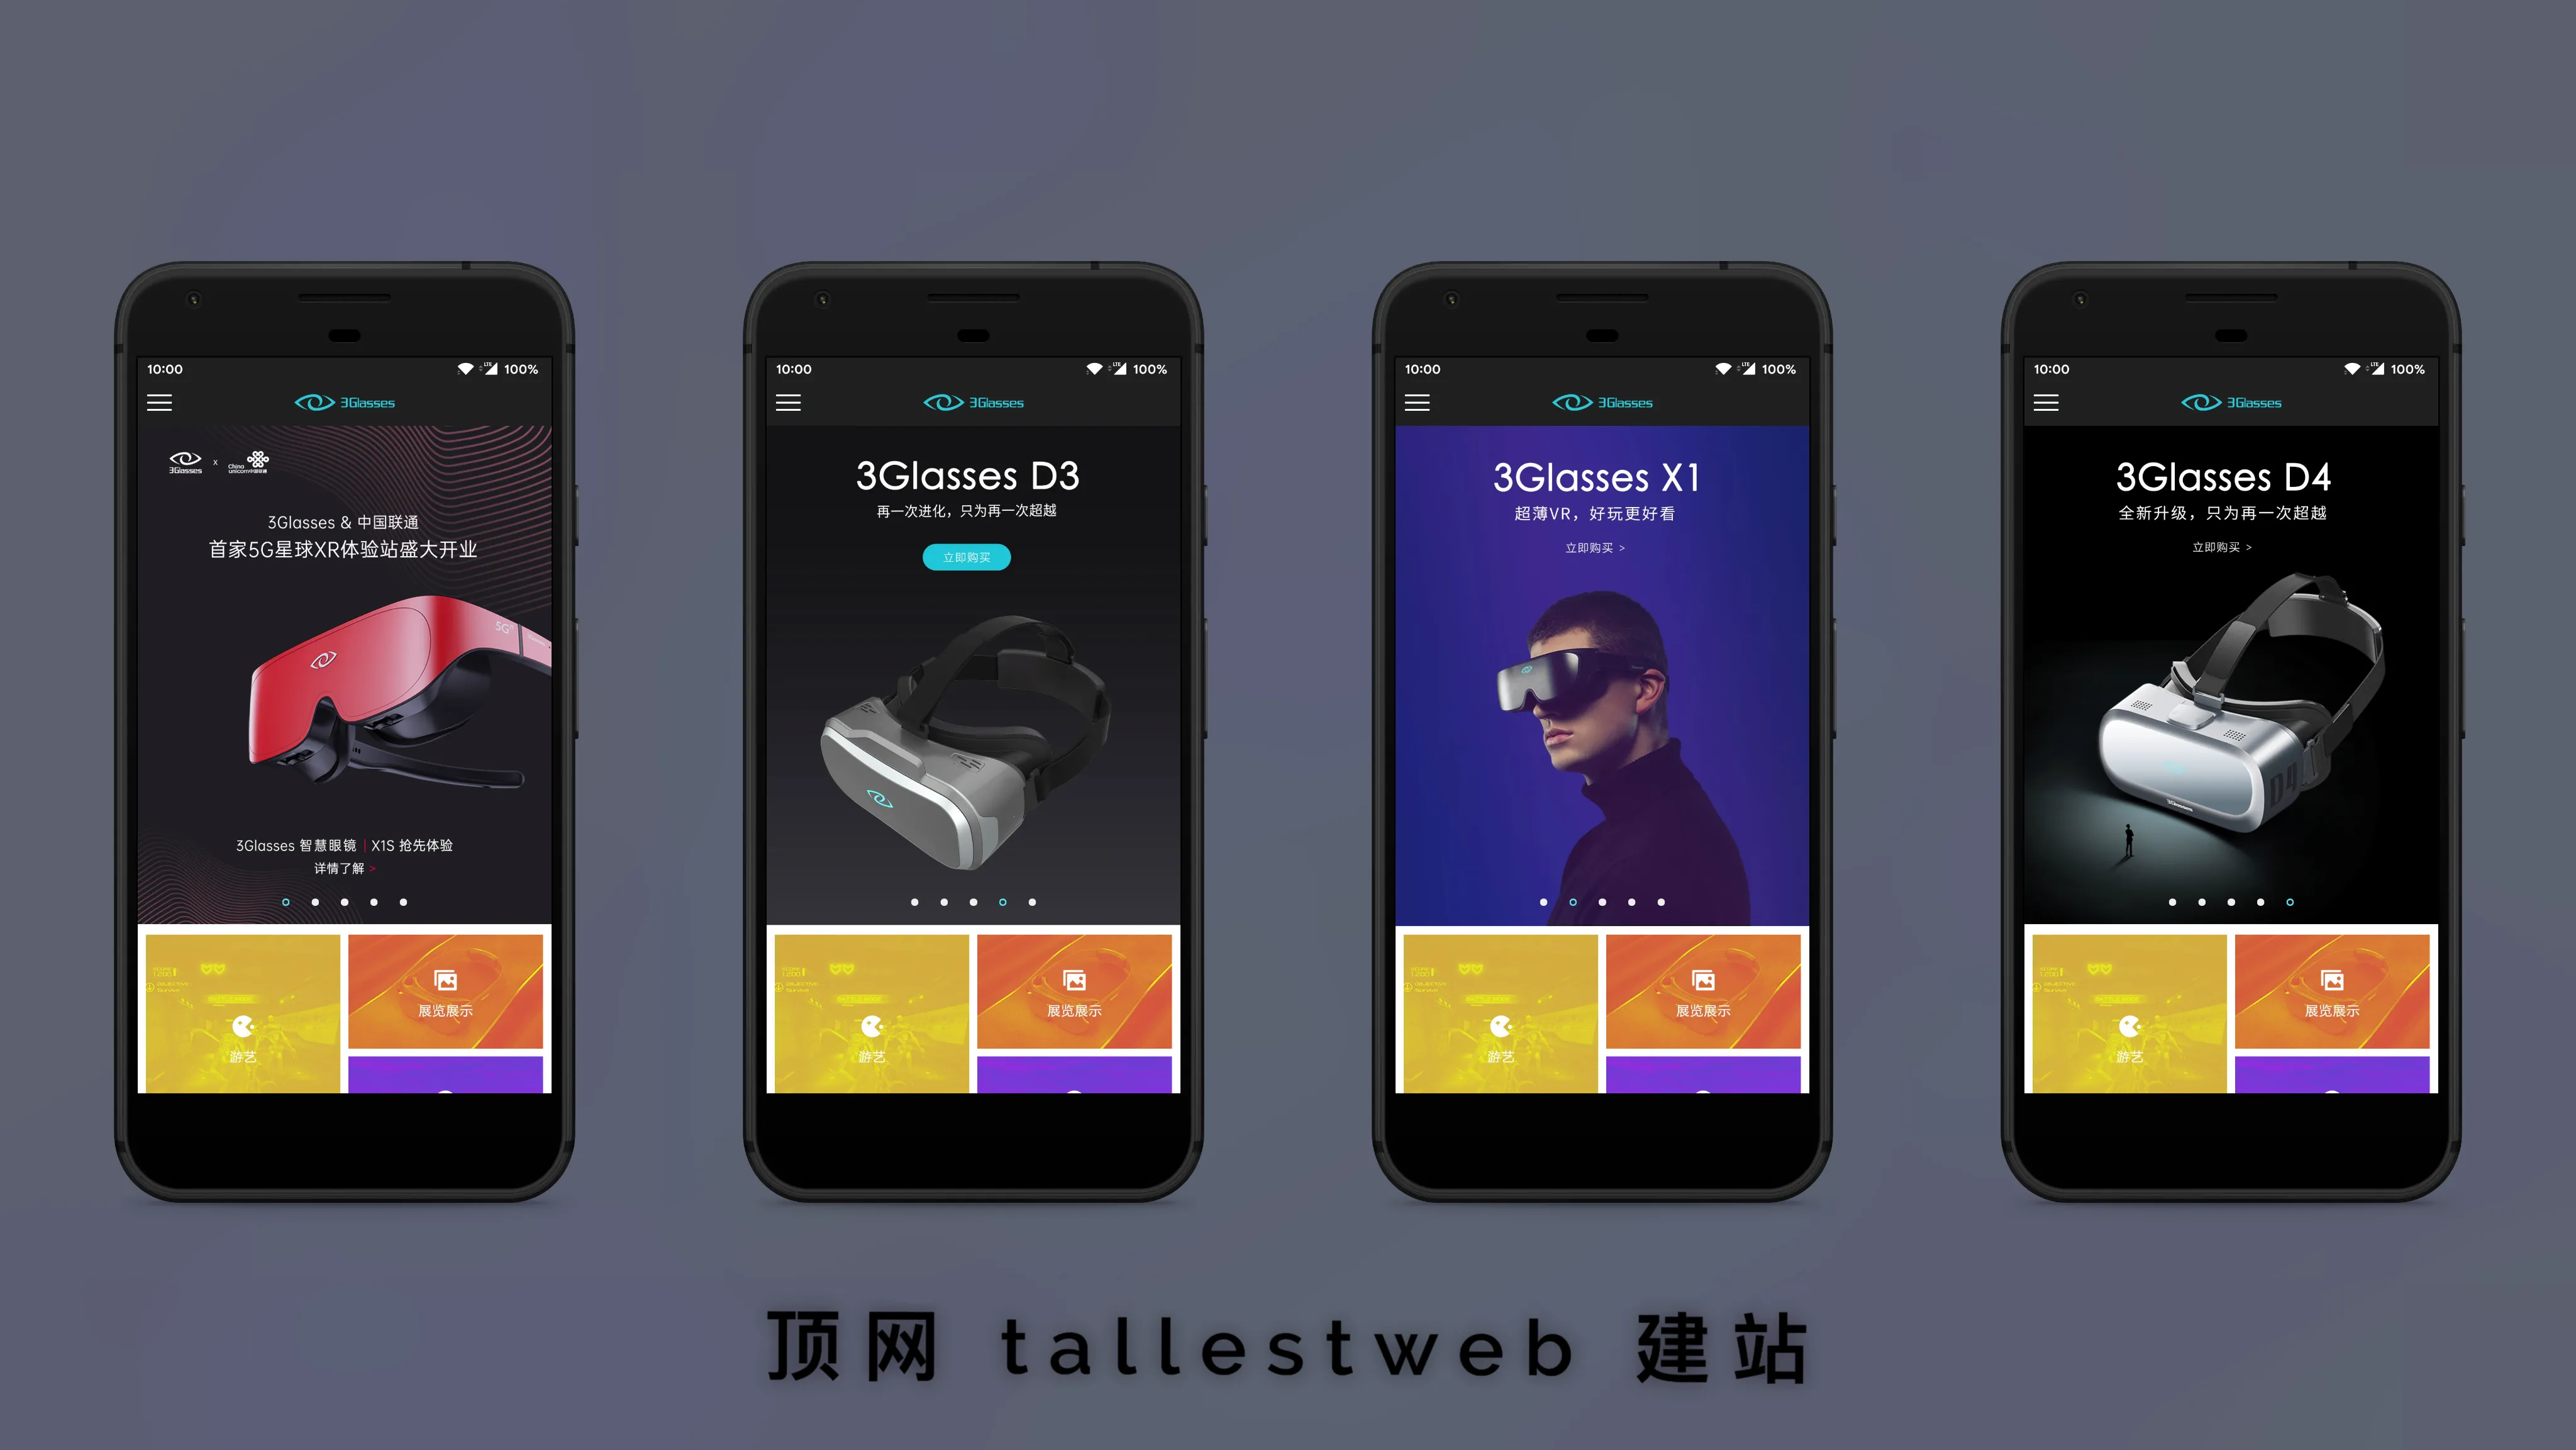 10:00
LTE
100%
3Glasses
3Glasses
x
China
unicom中国联通
3Glasses & 中国联通
首家5G星球XR体验站盛大开业
5Gⁿ
3Glasses 智慧眼镜 | X1S 抢先体验
详情了解 >
展览展示
游艺
10:00
LTE
100%
3Glasses
3Glasses D3
再一次进化，只为再一次超越
立即购买
展览展示
游艺
10:00
LTE
100%
3Glasses
3Glasses X1
超薄VR，好玩更好看
立即购买 >
展览展示
游艺
10:00
LTE
100%
3Glasses
3Glasses D4
全新升级，只为再一次超越
立即购买 >
D4
3Glasses
展览展示
游艺
顶网 tallestweb 建站